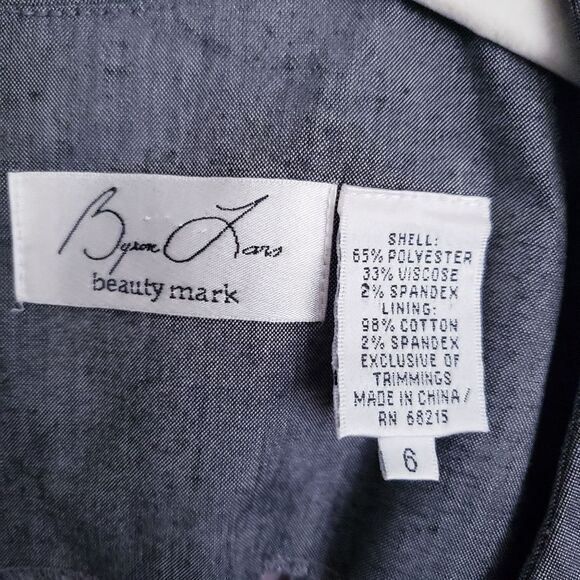 Byron Lars
beauty mark
SHELL:
65% POLYESTER
33% VISCOSE
2% SPANDEX
LINING:
98% COTTON
2% SPANDEX
EXCLUSIVE OF
TRIMMINGS
MADE IN CHINA/
RN 68215
6